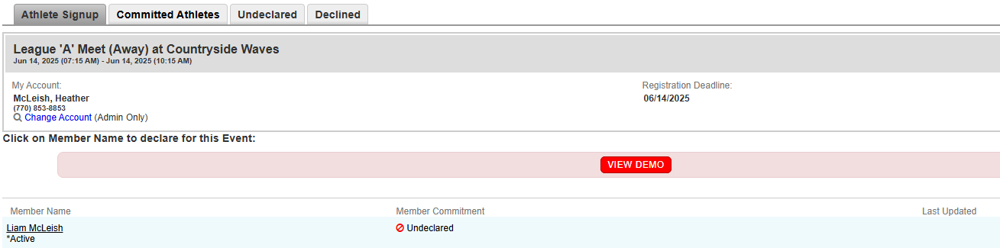 Athlete Signup
Committed Athletes
Undeclared
Declined
League 'A' Meet (Away) at Countryside Waves
Jun 14, 2025 (07:15 AM) - Jun 14, 2025 (10:15 AM)
My Account:
McLeish, Heather
(770) 853-8853
Change Account (Admin Only)
Registration Deadline:
06/14/2025
Click on Member Name to declare for this Event:
VIEW DEMO
Member Name
Member Commitment
Last Updated
Liam McLeish
*Active
Undeclared